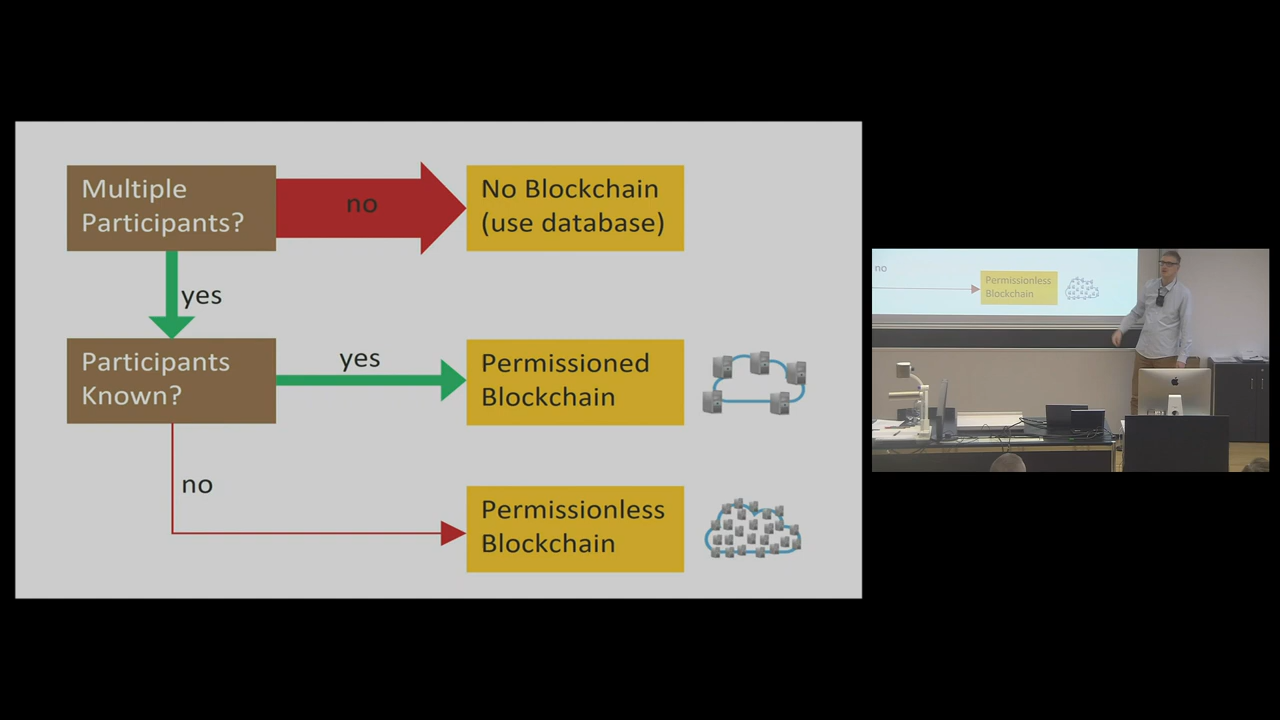 Multiple
Participants?
no
No Blockchain
(use database)
yes
Participants
Known?
yes
Permissioned
Blockchain
no
Permissionless
Blockchain
no
Permissionless
Blockchain